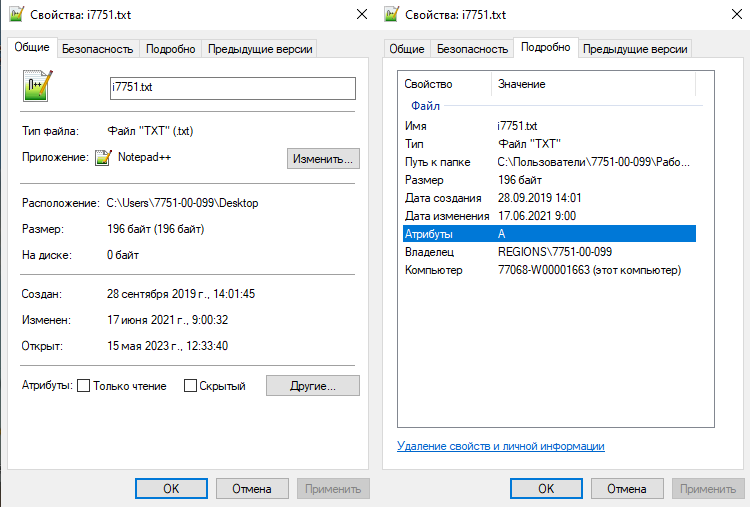 Свойства: i7751.txt
Общие Безопасность Подробно Предыдущие версии
i7751.txt
Тип файла: Файл "TXT" (.txt)
Приложение: Notepad++ Изменить...
Расположение: C:\Users\7751-00-099\Desktop
Размер: 196 байт (196 байт)
На диске: 0 байт
Создан: 28 сентября 2019 г., 14:01:45
Изменен: 17 июня 2021 г., 9:00:32
Открыт: 15 мая 2023 г., 12:33:40
Атрибуты: Только чтение Скрытый Другие...
OK Отмена Применить
Свойства: i7751.txt
Общие Безопасность Подробно Предыдущие версии
Свойство Значение
Файл
Имя i7751.txt
Тип Файл "TXT"
Путь к папке C:\Пользователи\7751-00-099\Рабо...
Размер 196 байт
Дата создания 28.09.2019 14:01
Дата изменения 17.06.2021 9:00
Атрибуты A
Владелец REGIONS\7751-00-099
Компьютер 77068-W00001663 (этот компьютер)
Удаление свойств и личной информации
OK Отмена Применить